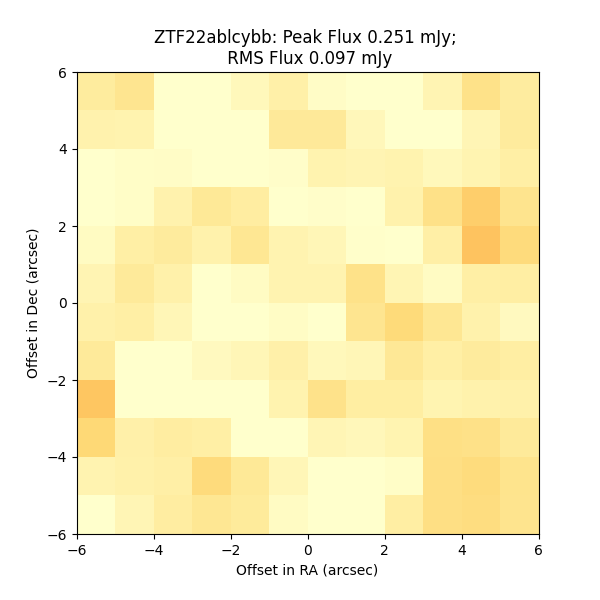 ZTF22ablcybb: Peak Flux 0.251 mJy;
RMS Flux 0.097 mJy
6
4
2
0
−2
−4
−6
Offset in Dec (arcsec)
−6 −4 −2 0 2 4 6
Offset in RA (arcsec)